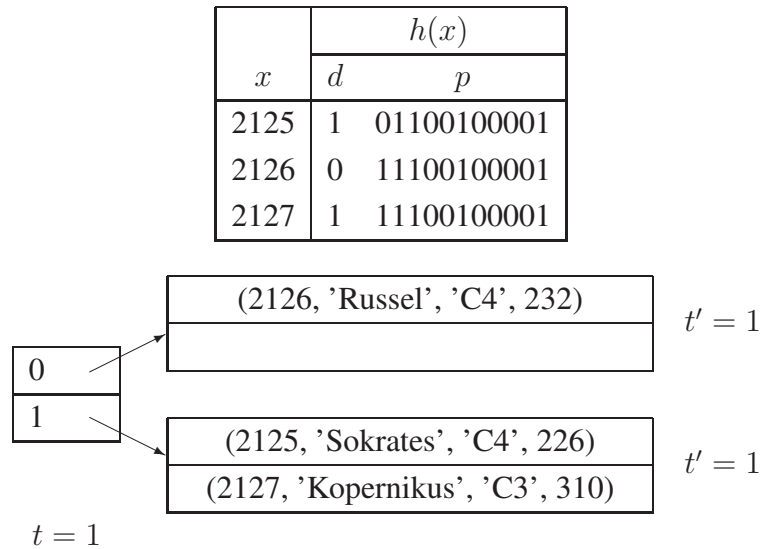 h(x)
x d p
2125 1 01100100001
2126 0 11100100001
2127 1 11100100001
(2126, 'Russel', 'C4', 232)
t' = 1
0
1
(2125, 'Sokrates', 'C4', 226)
(2127, 'Kopernikus', 'C3', 310)
t' = 1
t = 1